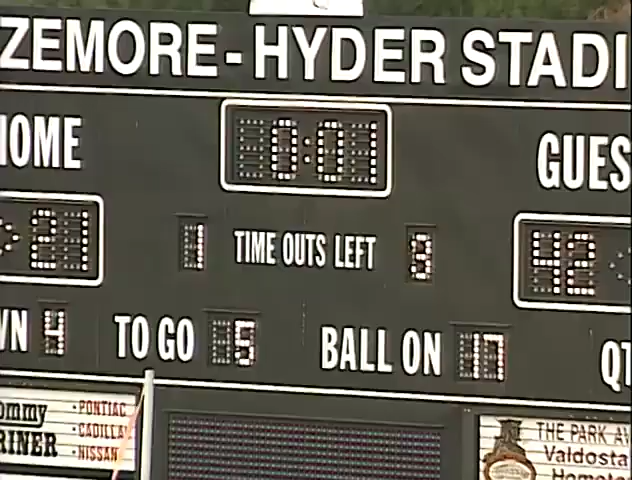 ZEMORE-HYDER STADI
HOME 0:01 GUES
21 1 TIME OUTS LEFT 3 42
WN 4 TO GO 5 BALL ON 17 QT
ommy
RINER
·PONTIAC
·CADILLA
·NISSAN
THE PARK AV
Valdosta
Hometo